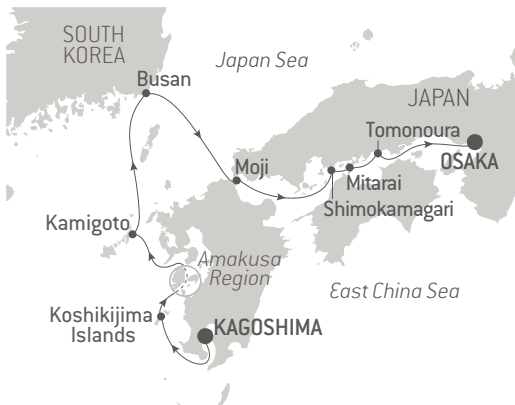 SOUTH
KOREA
Japan Sea
Busan
JAPAN
Tomonoura
OSAKA
Moji
Mitarai
Shimokamagari
Kamigoto
Amakusa
Region
East China Sea
Koshikijima
Islands
KAGOSHIMA